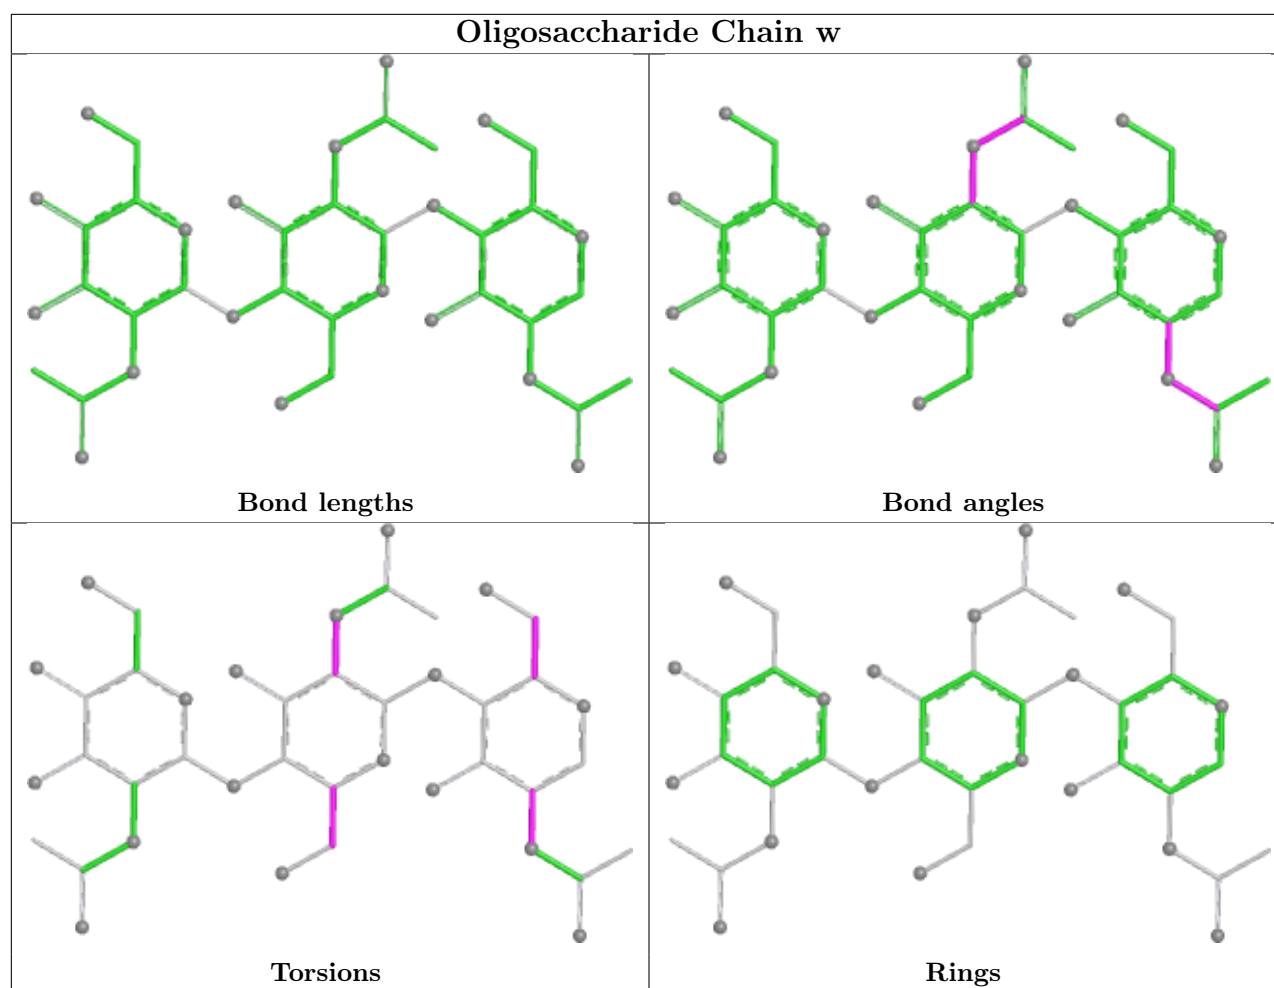 Oligosaccharide Chain w
Bond lengths
Bond angles
Torsions
Rings